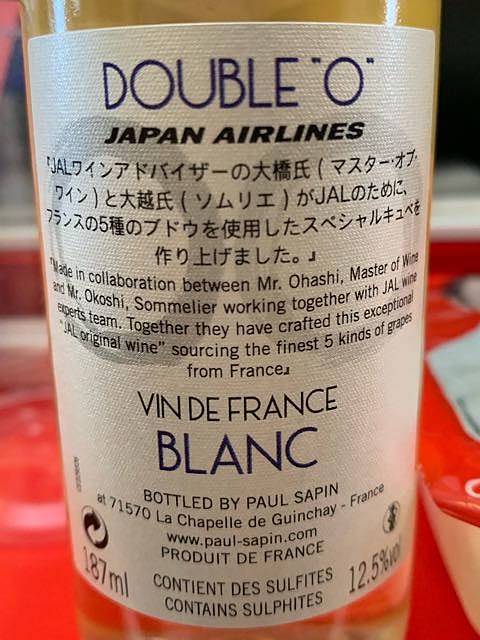 DOUBLE "O"
JAPAN AIRLINES
『JALワインアドバイザーの大橋氏(マスター・オブ・
ワイン)と大越氏(ソムリエ)がJALのために、
フランスの5種のブドウを使用したスペシャルキュベを
作り上げました。』
"Made in collaboration between Mr. Ohashi, Master of Wine
and Mr. Okoshi, Sommelier working together with JAL wine
experts team. Together they have crafted this exceptional
"JAL original wine" sourcing the finest 5 kinds of grapes
from France』
VIN DE FRANCE
BLANC
BOTTLED BY PAUL SAPIN
at 71570 La Chapelle de Guinchay - France
www.paul-sapin.com
PRODUIT DE FRANCE
187ml
CONTIENT DES SULFITES
CONTAINS SULPHITES
12.5%vol